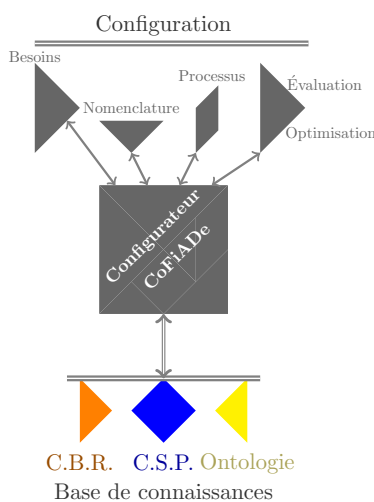 Configuration
Besoins
Processus
Évaluation
Nomenclature
Optimisation
Configurateur
CoFiADe
C.B.R. C.S.P. Ontologie
Base de connaissances